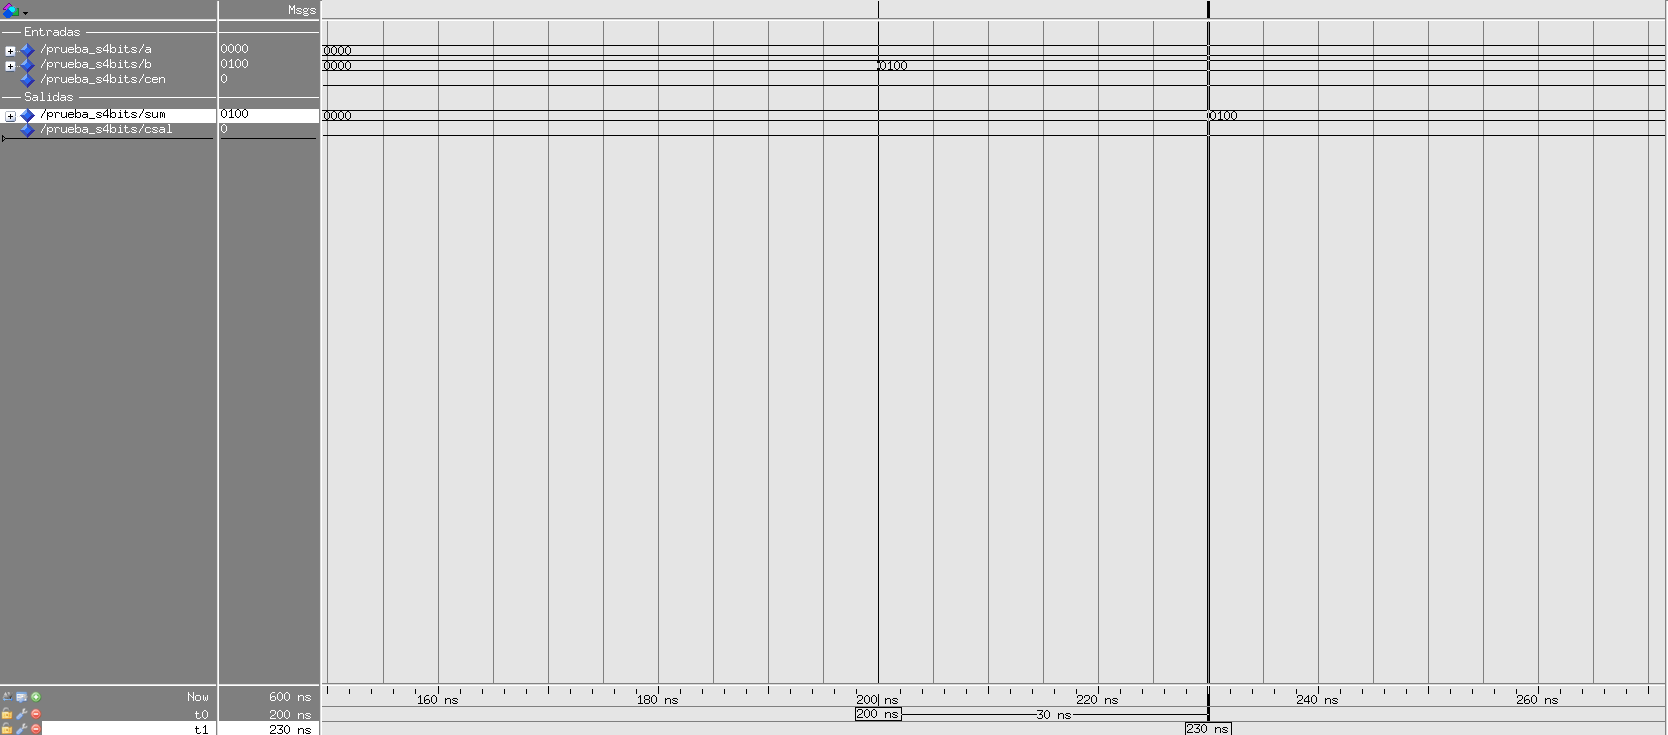 Msgs
Entradas
/prueba_s4bits/a 0000 0000
/prueba_s4bits/b 0100 0000 0100
/prueba_s4bits/cen 0
Salidas
/prueba_s4bits/sum 0100 0000 0100
/prueba_s4bits/csal 0
Now 600 ns 160 ns 180 ns 200 ns 220 ns 240 ns 260 ns
t0 200 ns 200 ns 30 ns
t1 230 ns 230 ns